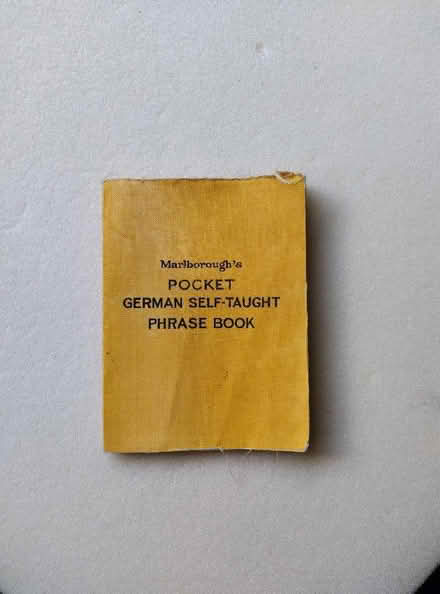 Marlborough's
POCKET
GERMAN SELF-TAUGHT
PHRASE BOOK